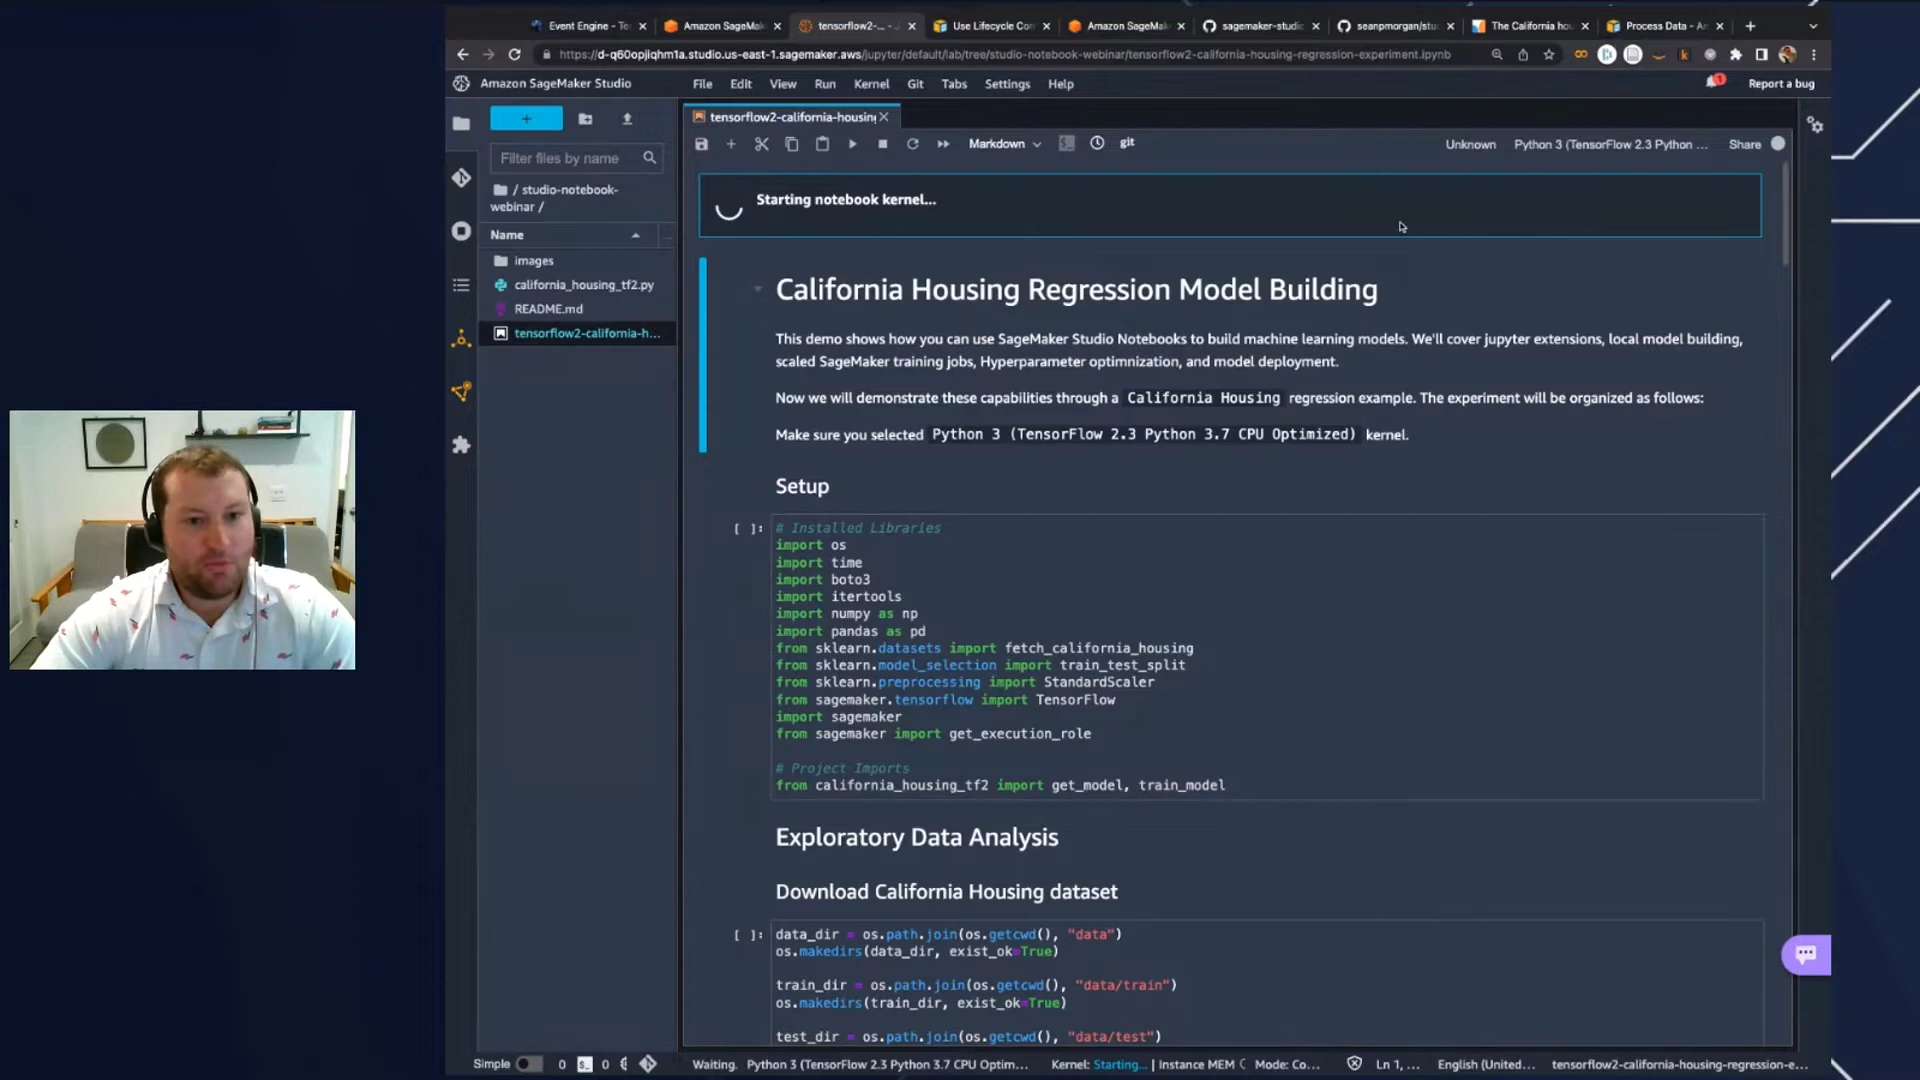 Event Engine - Te
Amazon SageMak
tensorflow2-... - J
Use Lifecycle Con
Amazon SageMak
sagemaker-studio
seanpmorgan/stu
The California hou
Process Data - An
https://d-q60opjiqhm1a.studio.us-east-1.sagemaker.aws/jupyter/default/lab/tree/studio-notebook-webinar/tensorflow2-california-housing-regression-experiment.ipynb
Amazon SageMaker Studio
File Edit View Run Kernel Git Tabs Settings Help
1
Report a bug
+
Filter files by name
/ studio-notebook-
webinar /
Name
images
california_housing_tf2.py
README.md
tensorflow2-california-h...
tensorflow2-california-housing
Markdown
git
Unknown Python 3 (TensorFlow 2.3 Python ... Share
Starting notebook kernel...
California Housing Regression Model Building
This demo shows how you can use SageMaker Studio Notebooks to build machine learning models. We'll cover jupyter extensions, local model building,
scaled SageMaker training jobs, Hyperparameter optimnization, and model deployment.
Now we will demonstrate these capabilities through a California Housing regression example. The experiment will be organized as follows:
Make sure you selected Python 3 (TensorFlow 2.3 Python 3.7 CPU Optimized) kernel.
Setup
[ ]:
# Installed Libraries
import os
import time
import boto3
import itertools
import numpy as np
import pandas as pd
from sklearn.datasets import fetch_california_housing
from sklearn.model_selection import train_test_split
from sklearn.preprocessing import StandardScaler
from sagemaker.tensorflow import TensorFlow
import sagemaker
from sagemaker import get_execution_role
# Project Imports
from california_housing_tf2 import get_model, train_model
Exploratory Data Analysis
Download California Housing dataset
[ ]:
data_dir = os.path.join(os.getcwd(), "data")
os.makedirs(data_dir, exist_ok=True)
train_dir = os.path.join(os.getcwd(), "data/train")
os.makedirs(train_dir, exist_ok=True)
test_dir = os.path.join(os.getcwd(), "data/test")
Simple 0 0 Waiting. Python 3 (TensorFlow 2.3 Python 3.7 CPU Optim... Kernel: Starting... | Instance MEM Mode: Co... Ln 1, ... English (United... tensorflow2-california-housing-regression-e...